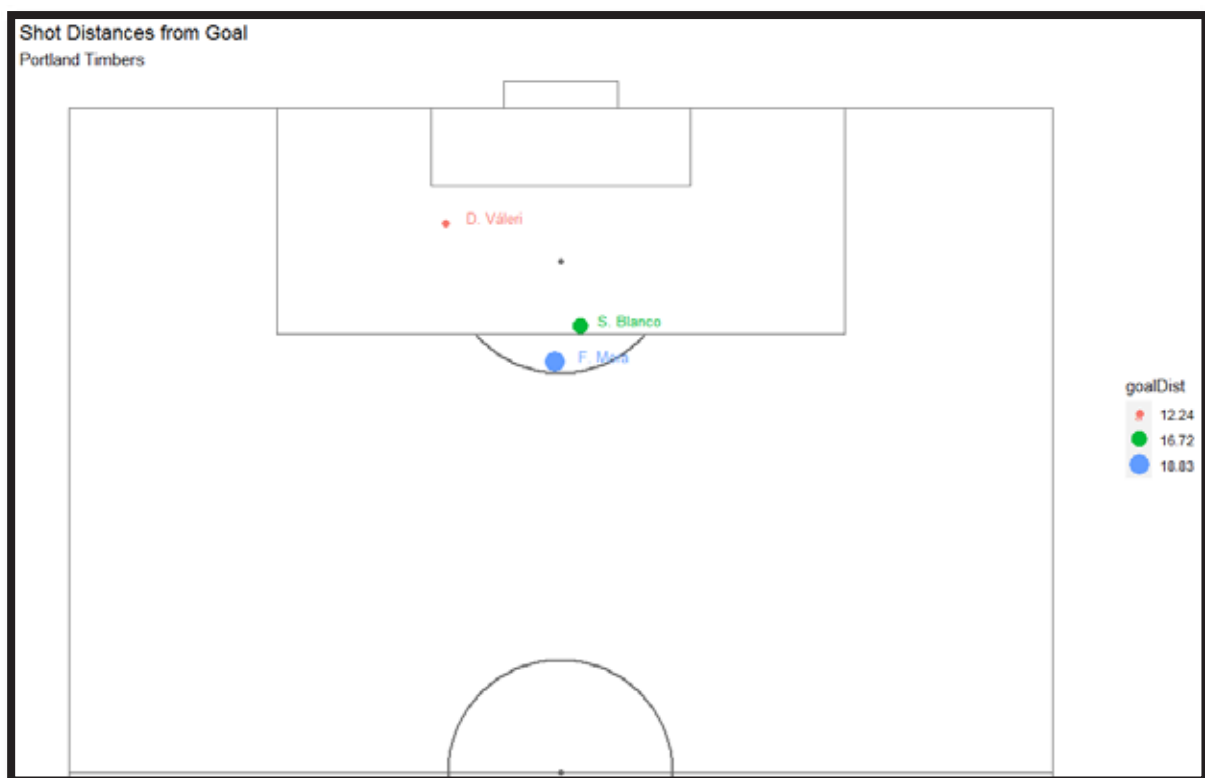 Shot Distances from Goal
Portland Timbers
D. Váleri
S. Blanco
F. Mora
goalDist
12.24
16.72
18.83